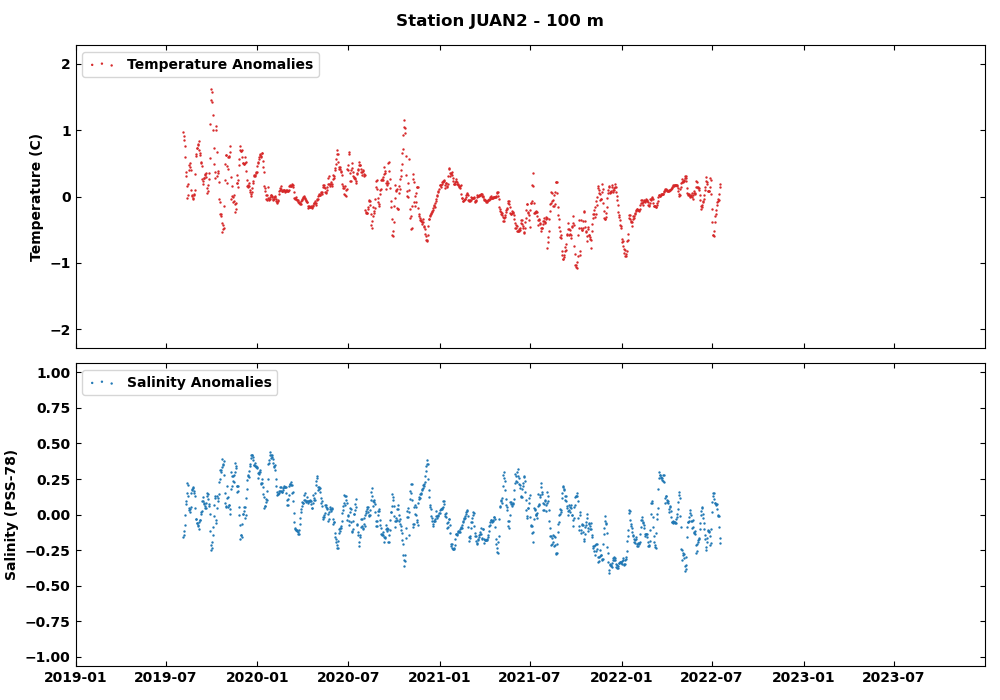 Station JUAN2 - 100 m
Temperature Anomalies
Temperature (C)
2
1
0
−1
−2
Salinity Anomalies
Salinity (PSS-78)
1.00
0.75
0.50
0.25
0.00
−0.25
−0.50
−0.75
−1.00
2019-01 2019-07 2020-01 2020-07 2021-01 2021-07 2022-01 2022-07 2023-01 2023-07